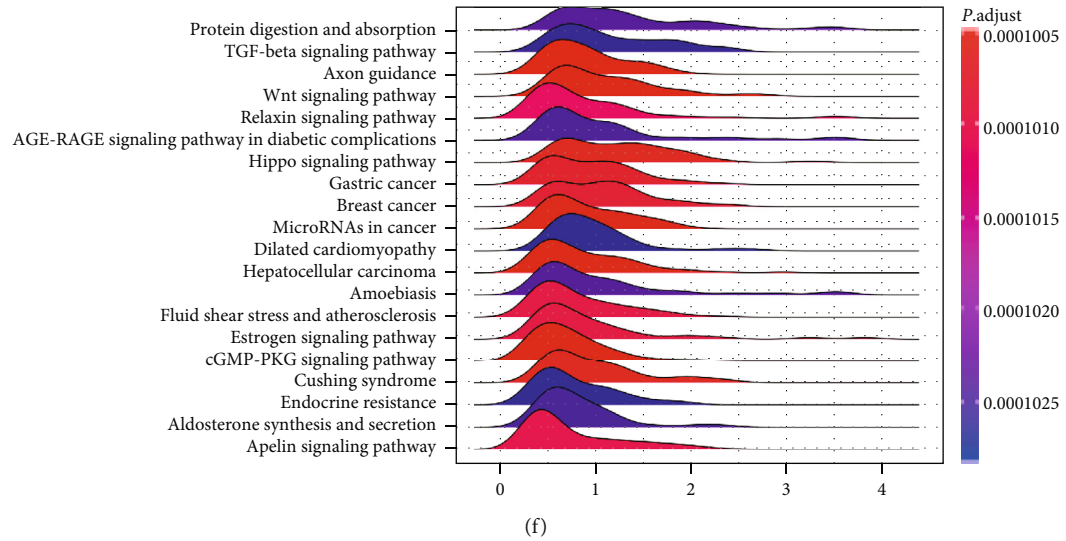 P.adjust
Protein digestion and absorption
TGF-beta signaling pathway
Axon guidance
Wnt signaling pathway
Relaxin signaling pathway
AGE-RAGE signaling pathway in diabetic complications
Hippo signaling pathway
Gastric cancer
Breast cancer
MicroRNAs in cancer
Dilated cardiomyopathy
Hepatocellular carcinoma
Amoebiasis
Fluid shear stress and atherosclerosis
Estrogen signaling pathway
cGMP-PKG signaling pathway
Cushing syndrome
Endocrine resistance
Aldosterone synthesis and secretion
Apelin signaling pathway
0.0001005
0.0001010
0.0001015
0.0001020
0.0001025
0 1 2 3 4
(f)